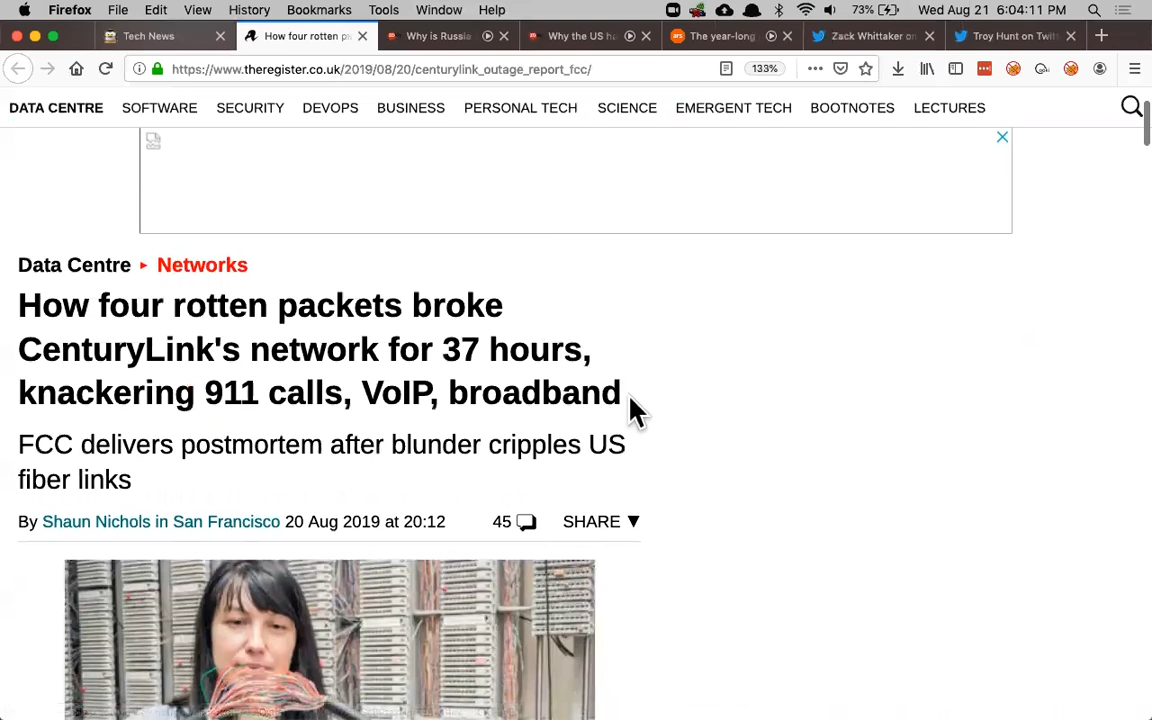 Firefox File Edit View History Bookmarks Tools Window Help 73% Wed Aug 21 6:04:11 PM
Tech News How four rotten pa Why is Russia Why the US ha The year-long Zack Whittaker on Troy Hunt on Twit
https://www.theregister.co.uk/2019/08/20/centurylink_outage_report_fcc/ 133%
DATA CENTRE SOFTWARE SECURITY DEVOPS BUSINESS PERSONAL TECH SCIENCE EMERGENT TECH BOOTNOTES LECTURES
Data Centre ▸ Networks
How four rotten packets broke
CenturyLink's network for 37 hours,
knackering 911 calls, VoIP, broadband
FCC delivers postmortem after blunder cripples US
fiber links
By Shaun Nichols in San Francisco 20 Aug 2019 at 20:12 45 SHARE ▼